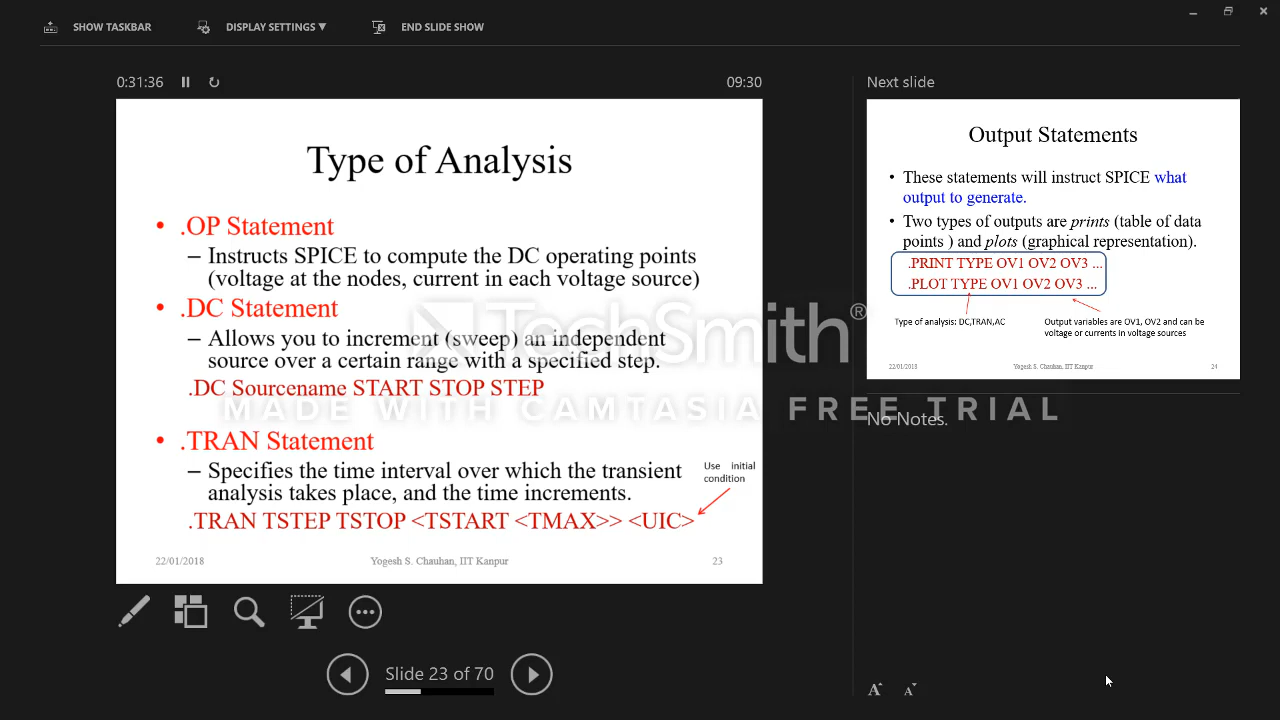 SHOW TASKBAR
DISPLAY SETTINGS ▼
END SLIDE SHOW
0:31:36
09:30
Type of Analysis
• .OP Statement
– Instructs SPICE to compute the DC operating points
(voltage at the nodes, current in each voltage source)
• .DC Statement
– Allows you to increment (sweep) an independent
source over a certain range with a specified step.
.DC Sourcename START STOP STEP
• .TRAN Statement
– Specifies the time interval over which the transient
analysis takes place, and the time increments.
Use initial
condition
.TRAN TSTEP TSTOP <TSTART <TMAX>> <UIC>
22/01/2018
Yogesh S. Chauhan, IIT Kanpur
23
TechSmith®
MADE WITH CAMTASIA FREE TRIAL
Slide 23 of 70
Next slide
Output Statements
• These statements will instruct SPICE what
output to generate.
• Two types of outputs are prints (table of data
points ) and plots (graphical representation).
.PRINT TYPE OV1 OV2 OV3 ...
.PLOT TYPE OV1 OV2 OV3 ...
Type of analysis: DC,TRAN,AC
Output variables are OV1, OV2 and can be
voltage or currents in voltage sources
22/01/2018
Yogesh S. Chauhan, IIT Kanpur
24
No Notes.
A
A